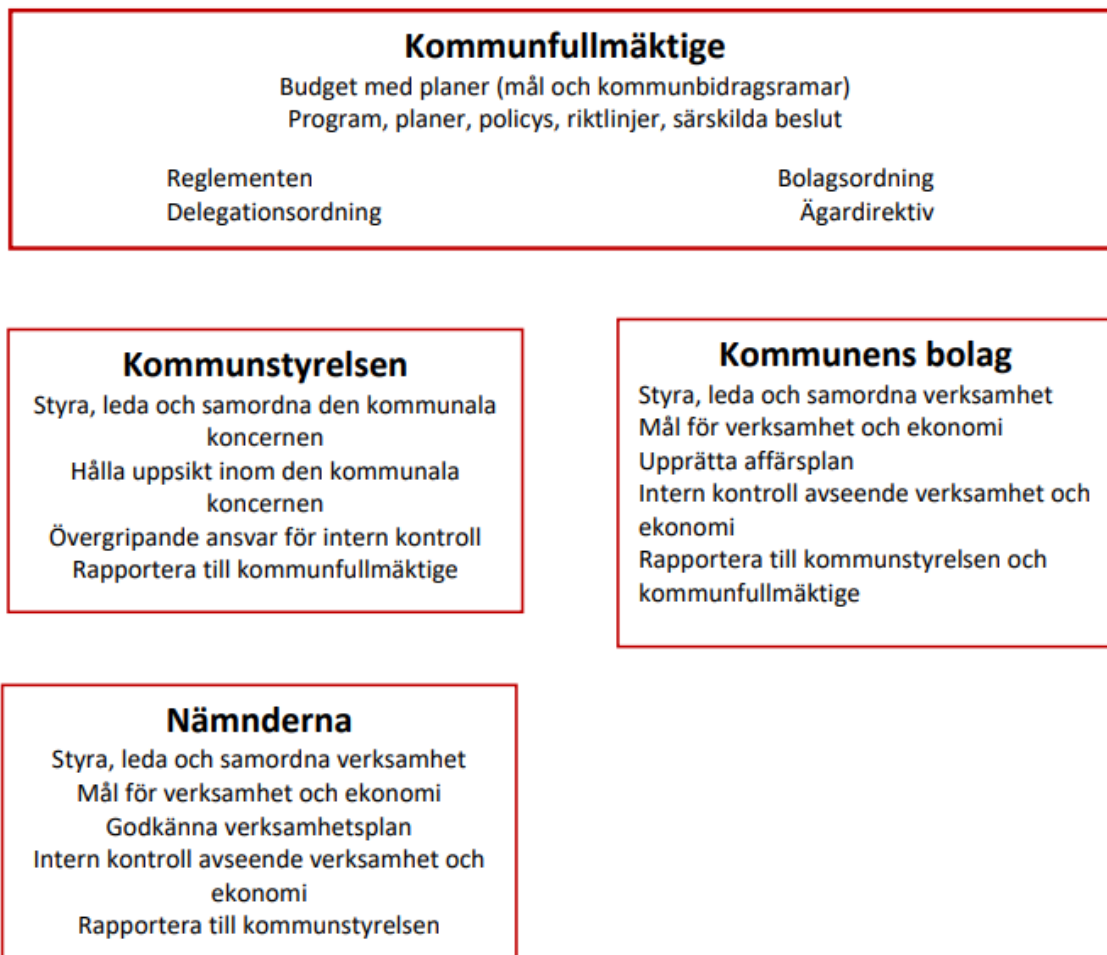 Kommunfullmäktige
Budget med planer (mål och kommunbidragsramar)
Program, planer, policys, riktlinjer, särskilda beslut
Reglementen
Delegationsordning
Bolagsordning
Ägardirektiv
Kommunstyrelsen
Styra, leda och samordna den kommunala
koncernen
Hålla uppsikt inom den kommunala
koncernen
Övergripande ansvar för intern kontroll
Rapportera till kommunfullmäktige
Kommunens bolag
Styra, leda och samordna verksamhet
Mål för verksamhet och ekonomi
Upprätta affärsplan
Intern kontroll avseende verksamhet och
ekonomi
Rapportera till kommunstyrelsen och
kommunfullmäktige
Nämnderna
Styra, leda och samordna verksamhet
Mål för verksamhet och ekonomi
Godkänna verksamhetsplan
Intern kontroll avseende verksamhet och
ekonomi
Rapportera till kommunstyrelsen